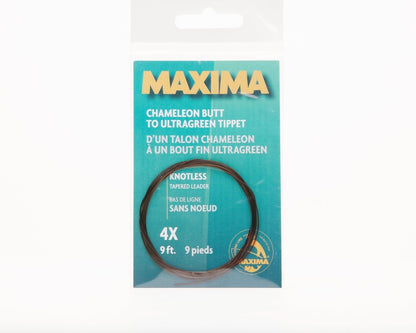 MAXIMA
CHAMELEON BUTT
TO ULTRAGREEN TIPPET
D'UN TALON CHAMELEON
À UN BOUT FIN ULTRAGREEN
KNOTLESS
TAPERED LEADER
BAS DE LIGNE
SANS NOEUD
4X
9 ft. 9 pieds
MAXIMA